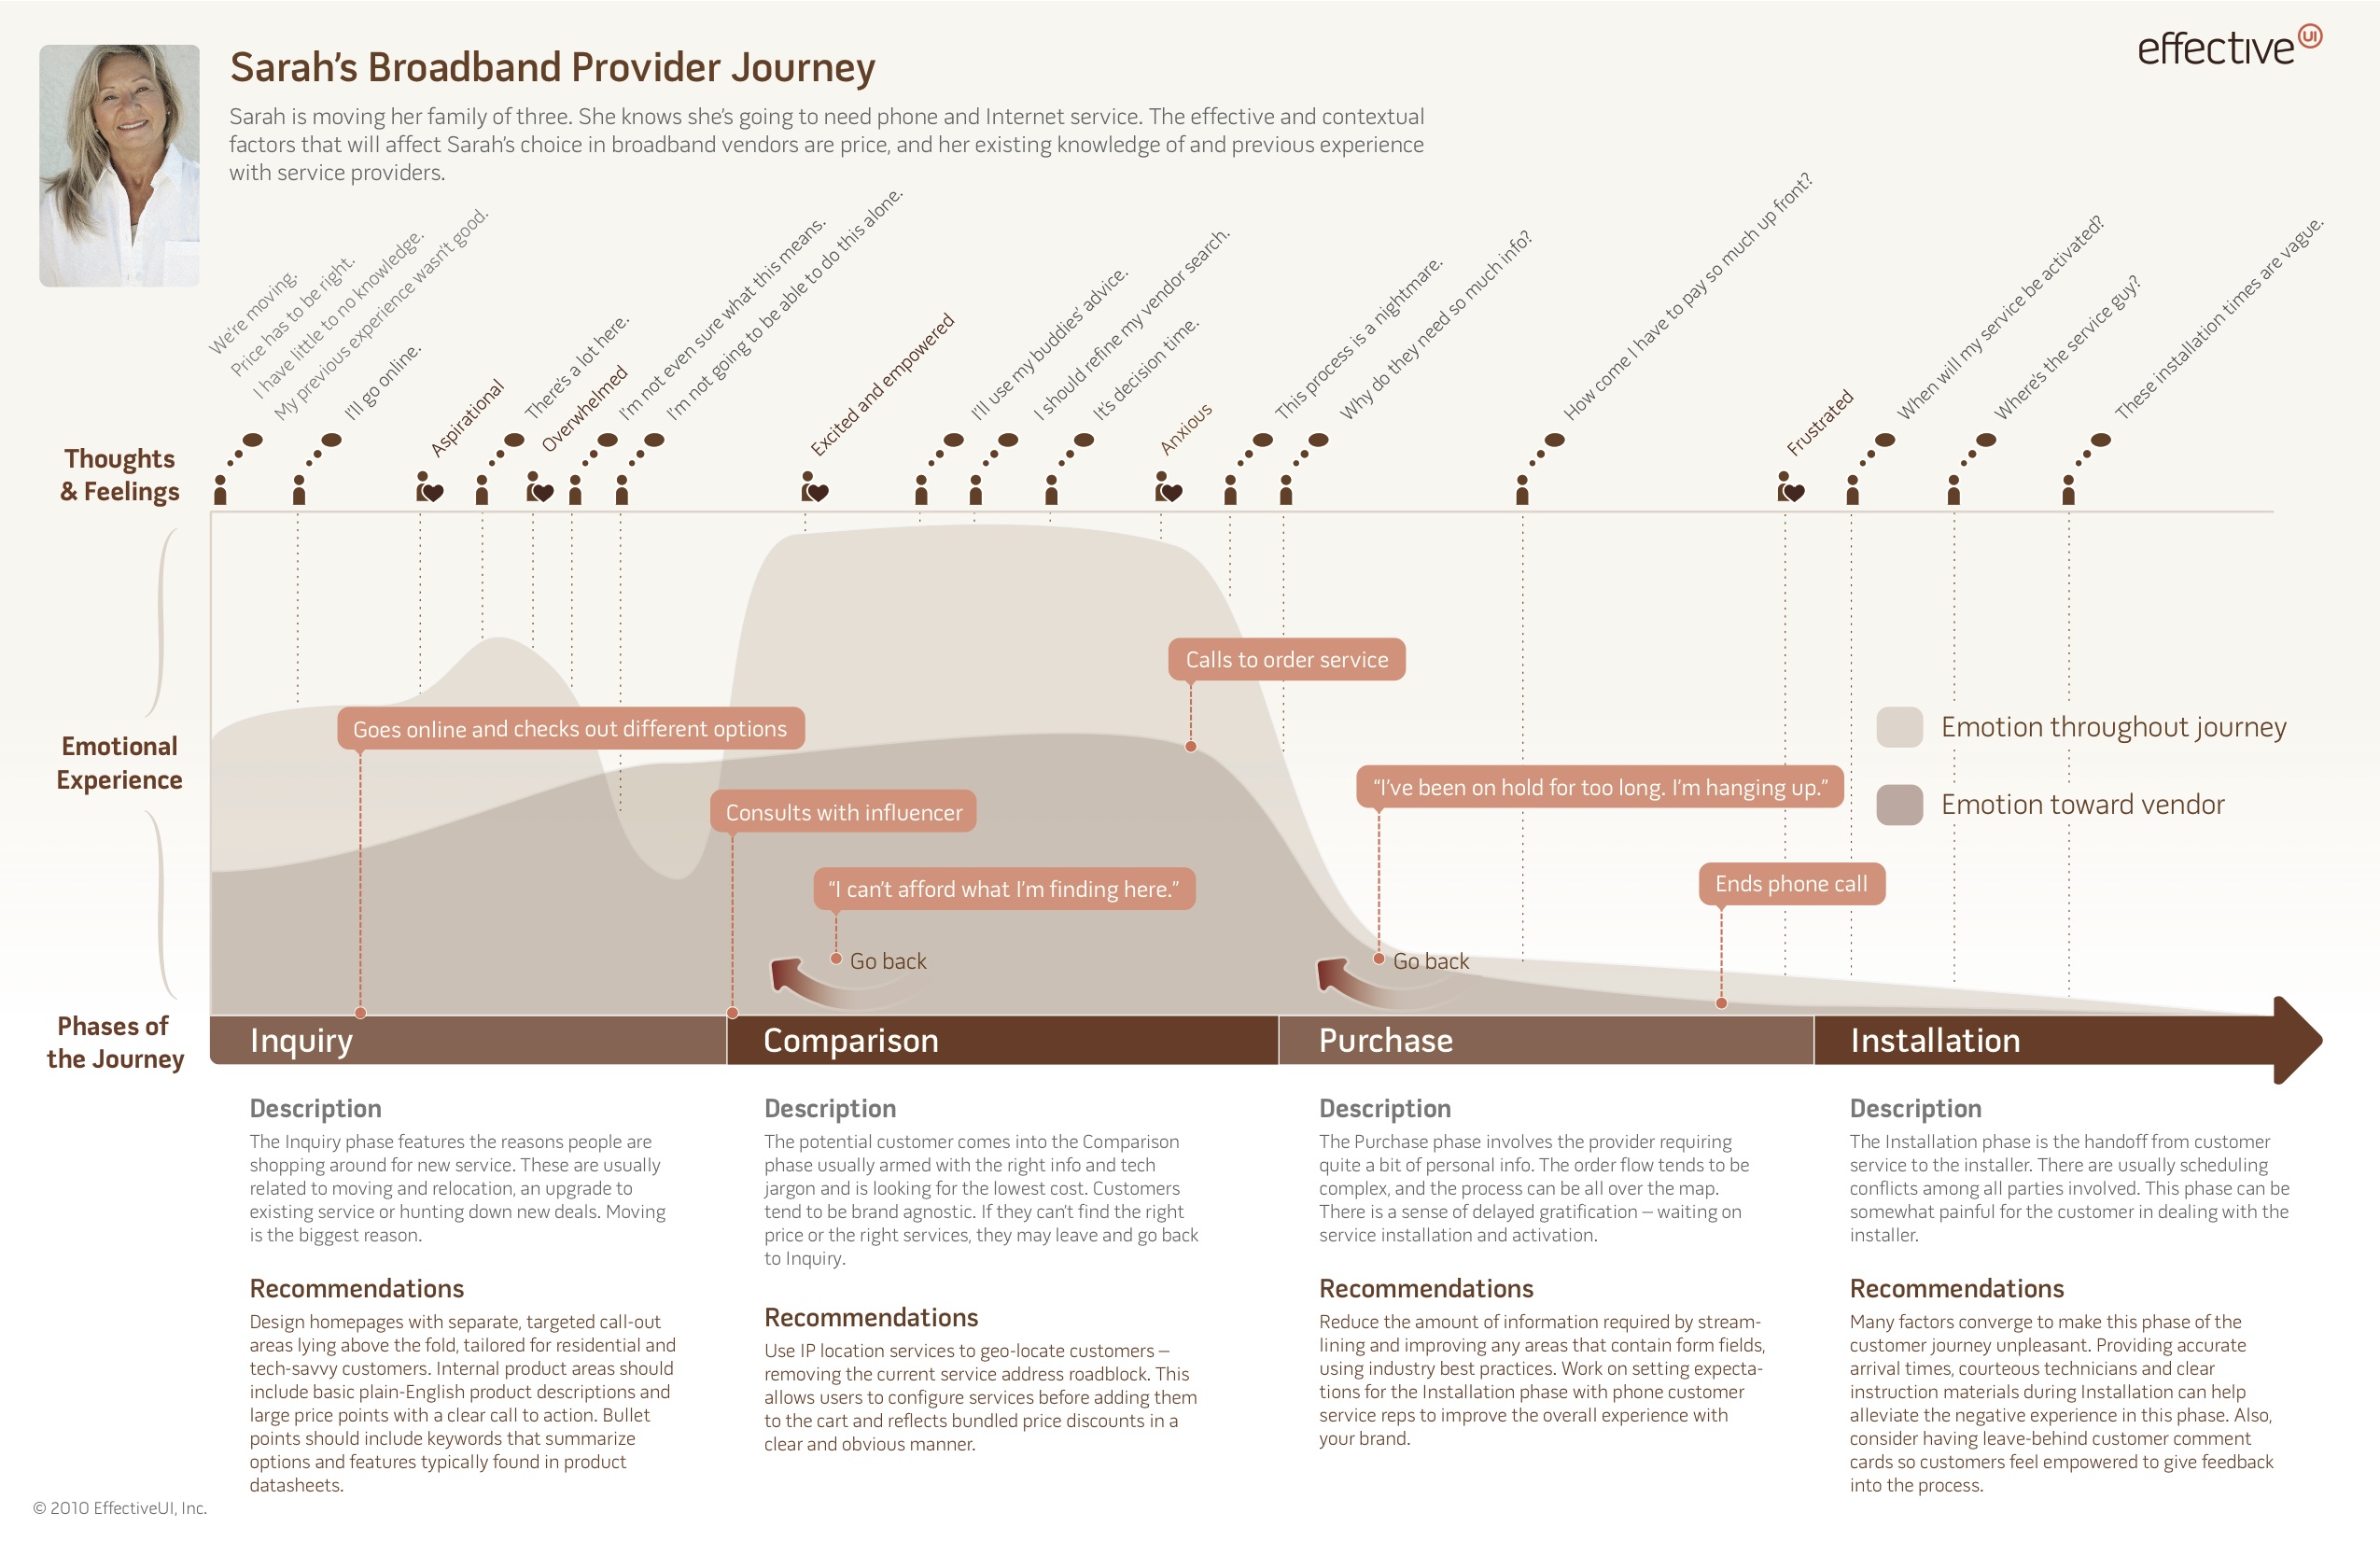 effective UI
Sarah's Broadband Provider Journey
Sarah is moving her family of three. She knows she's going to need phone and Internet service. The effective and contextual
factors that will affect Sarah's choice in broadband vendors are price, and her existing knowledge of and previous experience
with service providers.
We're moving.
Price has to be right.
I have little to no knowledge.
My previous experience wasn't good.
I'll go online.
Aspirational
There's a lot here.
Overwhelmed
I'm not even sure what this means.
I'm not going to be able to do this alone.
Excited and empowered
I'll use my buddies' advice.
I should refine my vendor search.
It's decision time.
Anxious
This process is a nightmare.
Why do they need so much info?
How come I have to pay so much up front?
Frustrated
When will my service be activated?
Where's the service guy?
These installation times are vague.
Thoughts
& Feelings
Emotional
Experience
Calls to order service
Goes online and checks out different options
Emotion throughout journey
"I've been on hold for too long. I'm hanging up."
Emotion toward vendor
Consults with influencer
"I can't afford what I'm finding here."
Ends phone call
Go back
Go back
Phases of
the Journey
Inquiry
Comparison
Purchase
Installation
Description
The Inquiry phase features the reasons people are
shopping around for new service. These are usually
related to moving and relocation, an upgrade to
existing service or hunting down new deals. Moving
is the biggest reason.
Recommendations
Design homepages with separate, targeted call-out
areas lying above the fold, tailored for residential and
tech-savvy customers. Internal product areas should
include basic plain-English product descriptions and
large price points with a clear call to action. Bullet
points should include keywords that summarize
options and features typically found in product
datasheets.
Description
The potential customer comes into the Comparison
phase usually armed with the right info and tech
jargon and is looking for the lowest cost. Customers
tend to be brand agnostic. If they can't find the right
price or the right services, they may leave and go back
to Inquiry.
Recommendations
Use IP location services to geo-locate customers –
removing the current service address roadblock. This
allows users to configure services before adding them
to the cart and reflects bundled price discounts in a
clear and obvious manner.
Description
The Purchase phase involves the provider requiring
quite a bit of personal info. The order flow tends to be
complex, and the process can be all over the map.
There is a sense of delayed gratification – waiting on
service installation and activation.
Recommendations
Reduce the amount of information required by stream-
lining and improving any areas that contain form fields,
using industry best practices. Work on setting expecta-
tions for the Installation phase with phone customer
service reps to improve the overall experience with
your brand.
Description
The Installation phase is the handoff from customer
service to the installer. There are usually scheduling
conflicts among all parties involved. This phase can be
somewhat painful for the customer in dealing with the
installer.
Recommendations
Many factors converge to make this phase of the
customer journey unpleasant. Providing accurate
arrival times, courteous technicians and clear
instruction materials during Installation can help
alleviate the negative experience in this phase. Also,
consider having leave-behind customer comment
cards so customers feel empowered to give feedback
into the process.
© 2010 EffectiveUI, Inc.